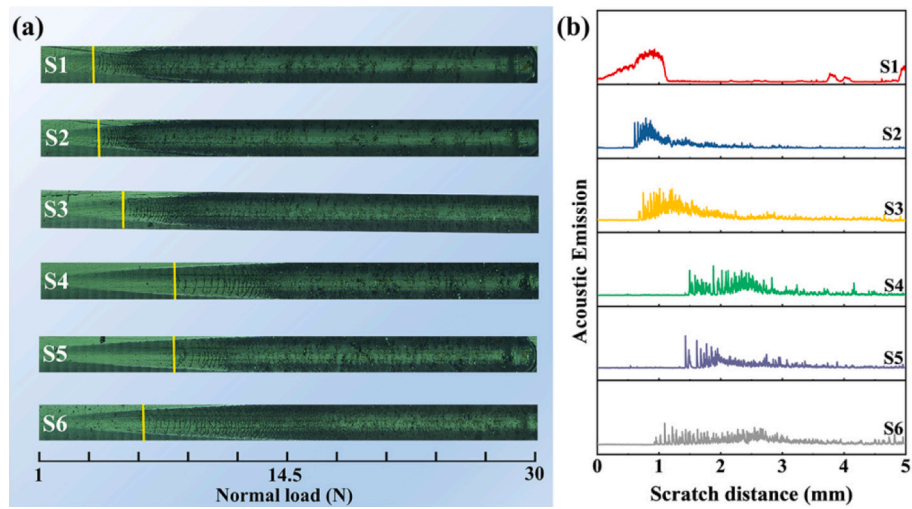 (a)
S1
S2
S3
S4
S5
S6
1 14.5 30
Normal load (N)
(b)
S1
S2
S3
S4
S5
S6
Acoustic Emission
0 1 2 3 4 5
Scratch distance (mm)